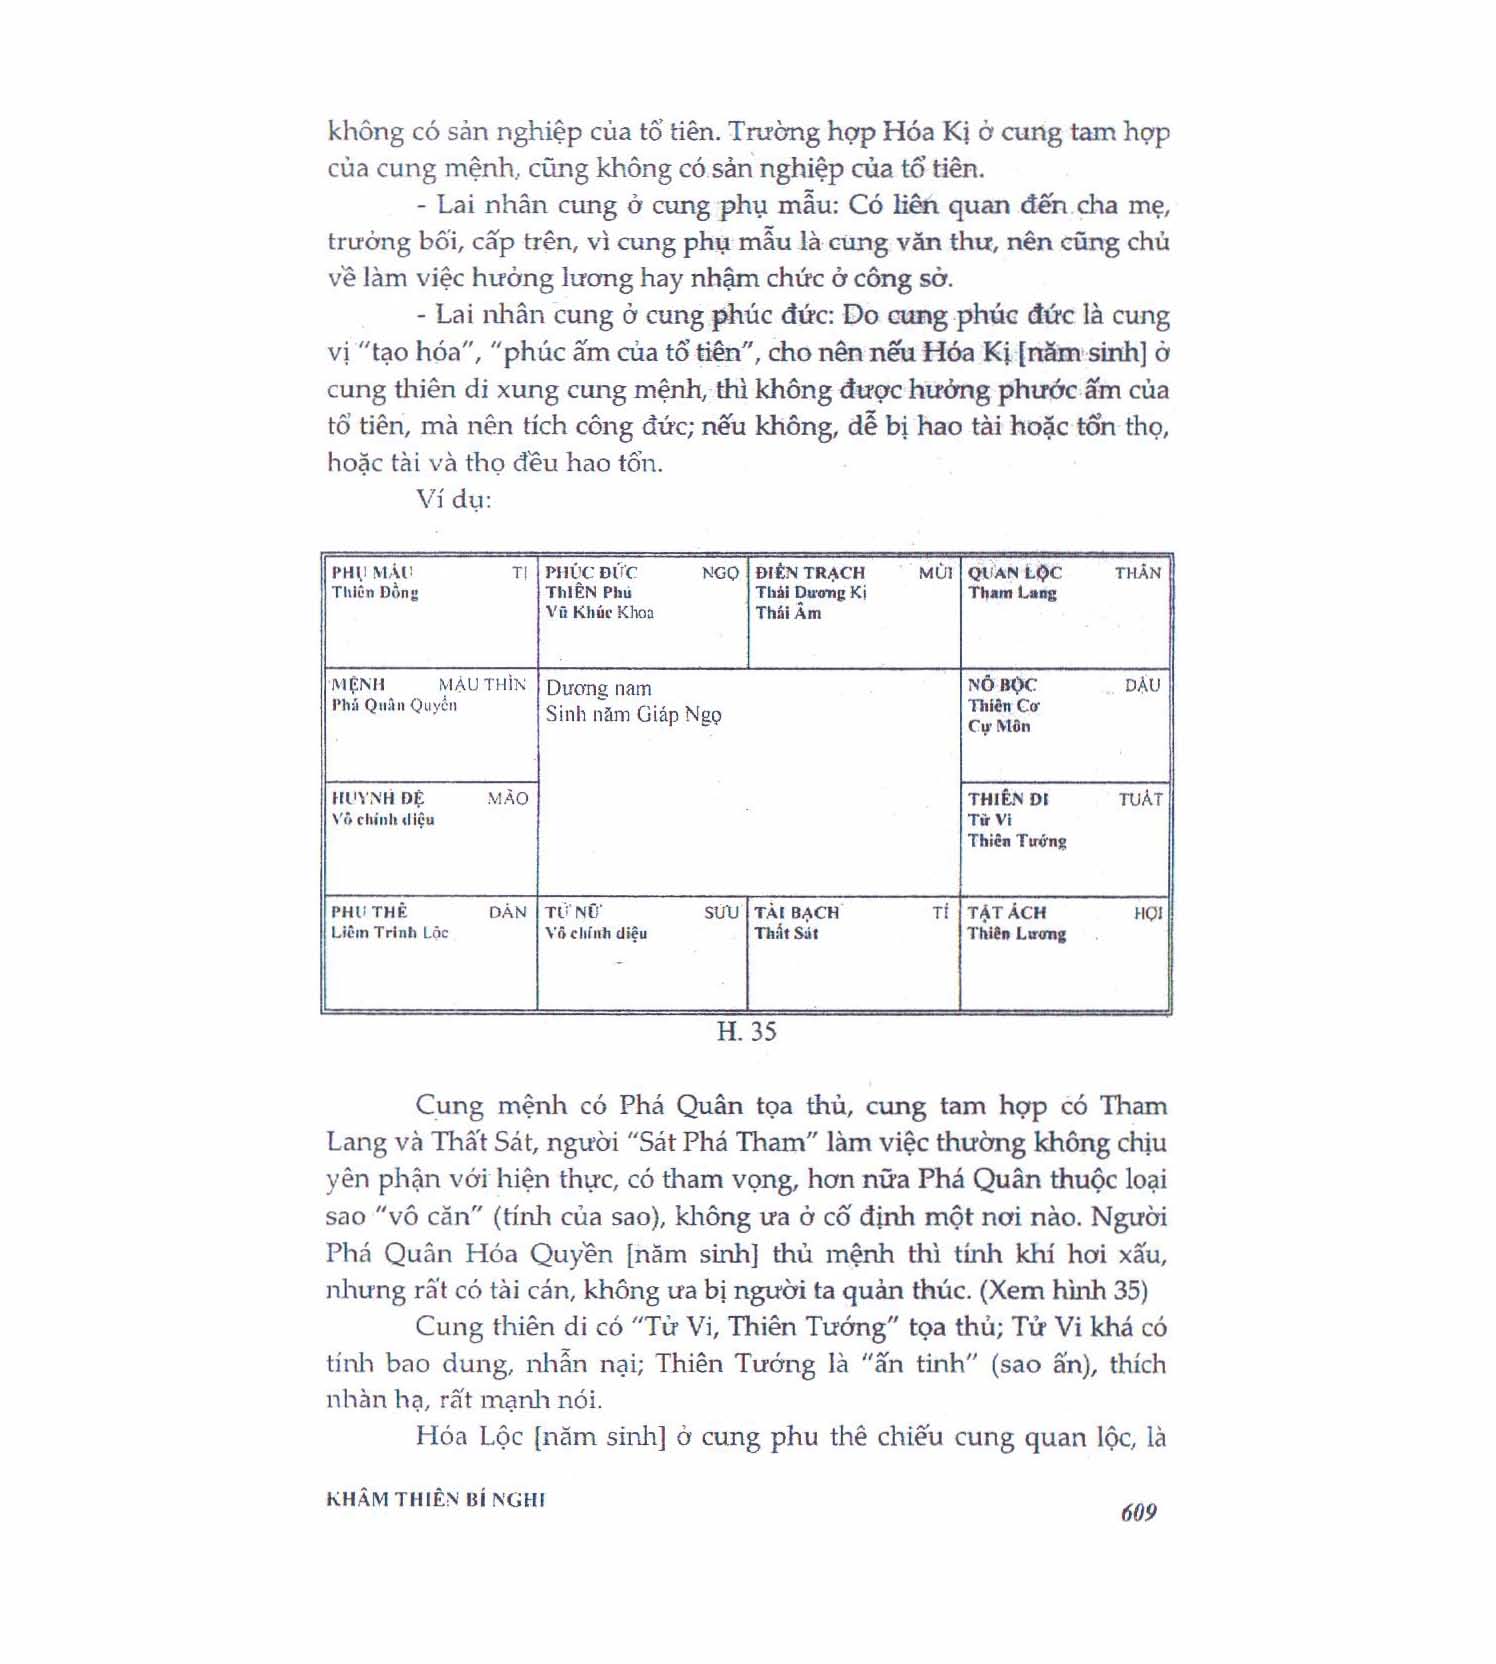 không có sản nghiệp của tổ tiên. Trường hợp Hóa Kị ở cung tam hợp
của cung mệnh, cũng không có sản nghiệp của tổ tiên.
- Lai nhân cung ở cung phụ mẫu: Có liên quan đến cha mẹ,
trưởng bối, cấp trên, vì cung phụ mẫu là cung văn thư, nên cũng chủ
về làm việc hưởng lương hay nhậm chức ở công sở.
- Lai nhân cung ở cung phúc đức: Do cung phúc đức là cung
vị "tạo hóa", "phúc ấm của tổ tiên", cho nên nếu Hóa Kị [năm sinh] ở
cung thiên di xung cung mệnh, thì không được hưởng phước ấm của
tổ tiên, mà nên tích công đức; nếu không, dễ bị hao tài hoặc tổn thọ,
hoặc tài và thọ đều hao tổn.
Ví dụ:
PHỤ MẪU TỊ PHÚC ĐỨC NGỌ ĐIỀN TRẠCH MÙI QUAN LỘC THÂN
Thiên Đồng ThIÊN Phủ Thái Dương Kị Tham Lang
Vũ Khúc Khoa Thái Âm
MỆNH MẬU THÌN Dương nam NÔ BỘC DẬU
Phá Quân Quyền Sinh năm Giáp Ngọ Thiên Cơ
Cự Môn
HUYNH ĐỆ MÃO THIÊN DI TUẤT
Vô chính diệu Tử Vi
Thiên Tướng
PHU THÊ DẦN TỬ NỮ SỬU TÀI BẠCH TÍ TẬT ÁCH HỢI
Liêm Trinh Lộc Vô chính diệu Thất Sát Thiên Lương
H. 35
Cung mệnh có Phá Quân tọa thủ, cung tam hợp có Tham
Lang và Thất Sát, người "Sát Phá Tham" làm việc thường không chịu
yên phận với hiện thực, có tham vọng, hơn nữa Phá Quân thuộc loại
sao "vô căn" (tính của sao), không ưa ở cố định một nơi nào. Người
Phá Quân Hóa Quyền [năm sinh] thủ mệnh thì tính khí hơi xấu,
nhưng rất có tài cán, không ưa bị người ta quản thúc. (Xem hình 35)
Cung thiên di có "Tử Vi, Thiên Tướng" tọa thủ; Tử Vi khá có
tính bao dung, nhẫn nại; Thiên Tướng là "ấn tinh" (sao ấn), thích
nhàn hạ, rất mạnh nói.
Hóa Lộc [năm sinh] ở cung phu thê chiếu cung quan lộc, là
KHÂM THIÊN BÍ NGHI
609